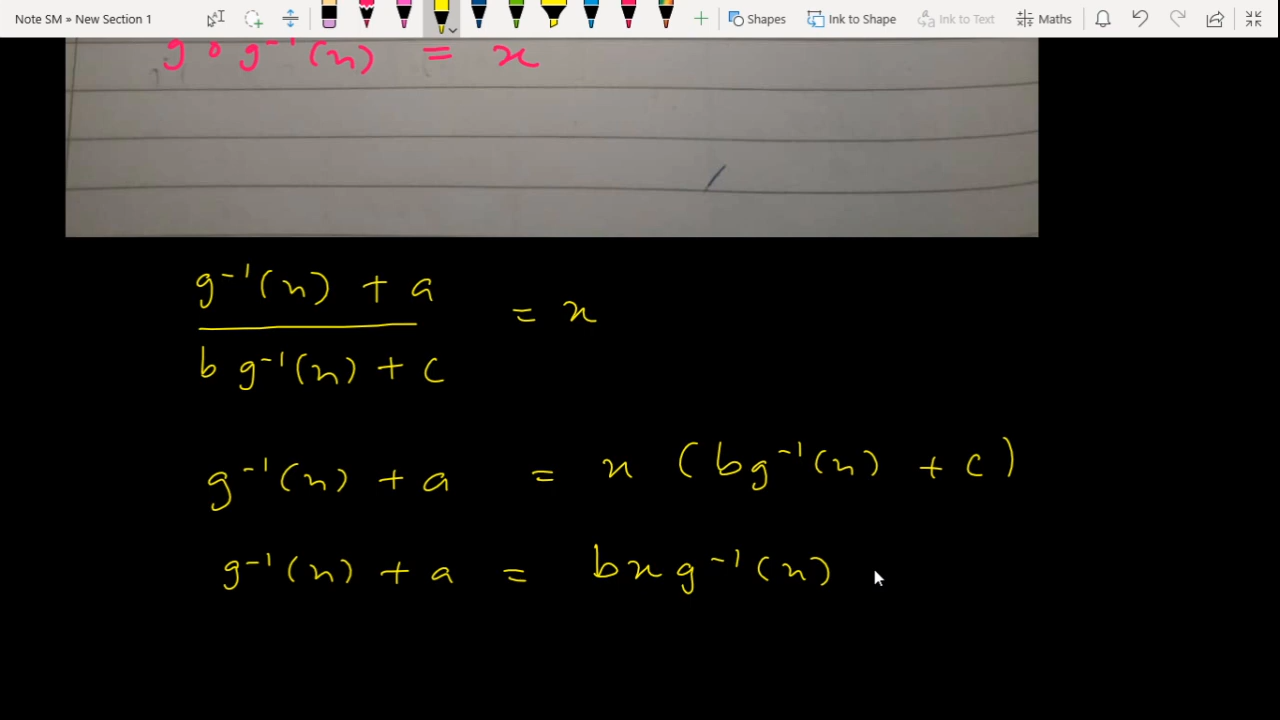 Note SM » New Section 1 Shapes Ink to Shape Ink to Text Maths
g o g⁻¹(x) = x
g⁻¹(x) + a
= x
b g⁻¹(x) + c
g⁻¹(x) + a = x (bg⁻¹(x) + c)
g⁻¹(x) + a = bxg⁻¹(x)